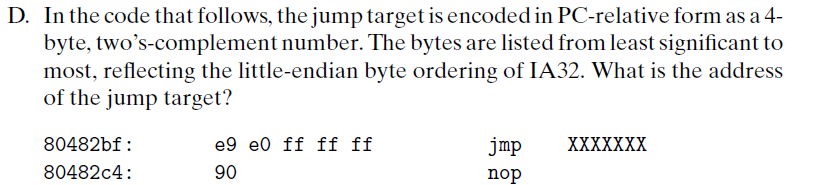 D. In the code that follows, the jump target is encoded in PC-relative form as a 4-
byte, two’s-complement number. The bytes are listed from least significant to
most, reflecting the little-endian byte ordering of IA32. What is the address
of the jump target?
80482bf: e9 e0 ff ff ff jmp XXXXXXX
80482c4: 90 nop